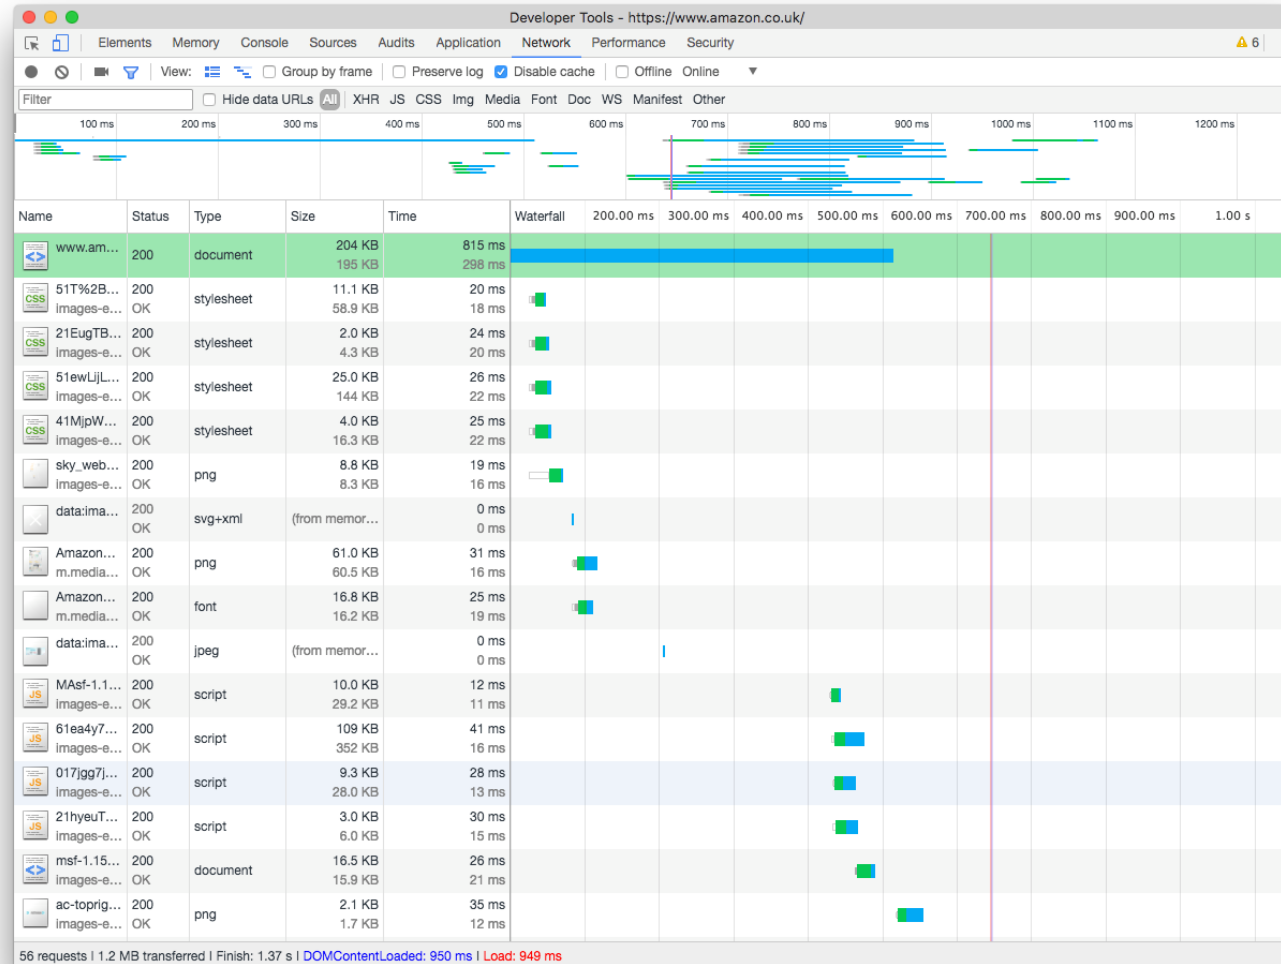 Developer Tools - https://www.amazon.co.uk/
Elements Memory Console Sources Audits Application Network Performance Security 6
View: Group by frame Preserve log Disable cache Offline Online
Filter Hide data URLs All XHR JS CSS Img Media Font Doc WS Manifest Other
100 ms 200 ms 300 ms 400 ms 500 ms 600 ms 700 ms 800 ms 900 ms 1000 ms 1100 ms 1200 ms
Name Status Type Size Time Waterfall 200.00 ms 300.00 ms 400.00 ms 500.00 ms 600.00 ms 700.00 ms 800.00 ms 900.00 ms 1.00 s
www.am... 200 document 204 KB 815 ms
195 KB 298 ms
51T%2B... 200 stylesheet 11.1 KB 20 ms
CSS images-e... OK 58.9 KB 18 ms
21EugTB... 200 stylesheet 2.0 KB 24 ms
CSS images-e... OK 4.3 KB 20 ms
51ewLijL... 200 stylesheet 25.0 KB 26 ms
CSS images-e... OK 144 KB 22 ms
41MjpW... 200 stylesheet 4.0 KB 25 ms
CSS images-e... OK 16.3 KB 22 ms
sky_web... 200 png 8.8 KB 19 ms
images-e... OK 8.3 KB 16 ms
data:ima... 200 svg+xml (from memor... 0 ms
OK 0 ms
Amazon... 200 png 61.0 KB 31 ms
m.media... OK 60.5 KB 16 ms
Amazon... 200 font 16.8 KB 25 ms
m.media... OK 16.2 KB 19 ms
data:ima... 200 jpeg (from memor... 0 ms
OK 0 ms
MAsf-1.1... 200 script 10.0 KB 12 ms
JS images-e... OK 29.2 KB 11 ms
61ea4y7... 200 script 109 KB 41 ms
JS images-e... OK 352 KB 16 ms
017jgg7j... 200 script 9.3 KB 28 ms
JS images-e... OK 28.0 KB 13 ms
21hyeuT... 200 script 3.0 KB 30 ms
JS images-e... OK 6.0 KB 15 ms
msf-1.15... 200 document 16.5 KB 26 ms
images-e... OK 15.9 KB 21 ms
ac-toprig... 200 png 2.1 KB 35 ms
images-e... OK 1.7 KB 12 ms
56 requests | 1.2 MB transferred | Finish: 1.37 s | DOMContentLoaded: 950 ms | Load: 949 ms